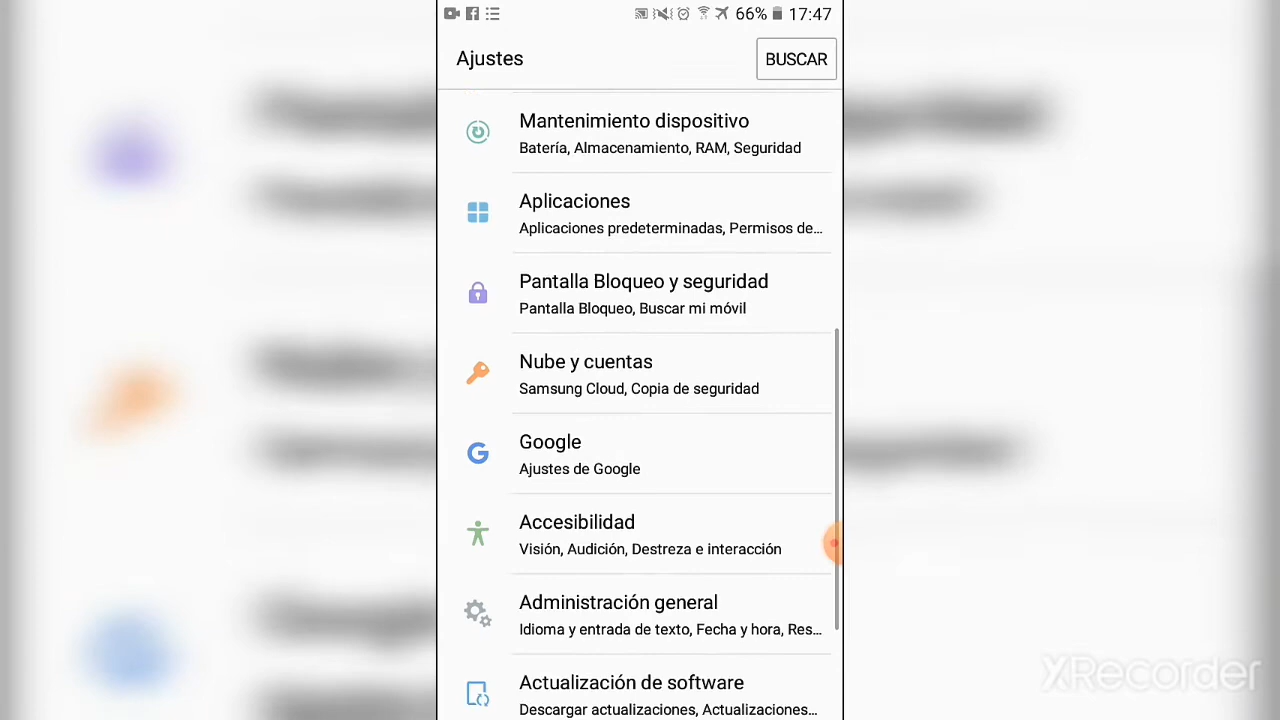 66% 17:47
Ajustes
BUSCAR
Mantenimiento dispositivo
Batería, Almacenamiento, RAM, Seguridad
Aplicaciones
Aplicaciones predeterminadas, Permisos de...
Pantalla Bloqueo y seguridad
Pantalla Bloqueo, Buscar mi móvil
Nube y cuentas
Samsung Cloud, Copia de seguridad
G
Google
Ajustes de Google
Accesibilidad
Visión, Audición, Destreza e interacción
Administración general
Idioma y entrada de texto, Fecha y hora, Res...
Actualización de software
Descargar actualizaciones, Actualizaciones...
XRecorder